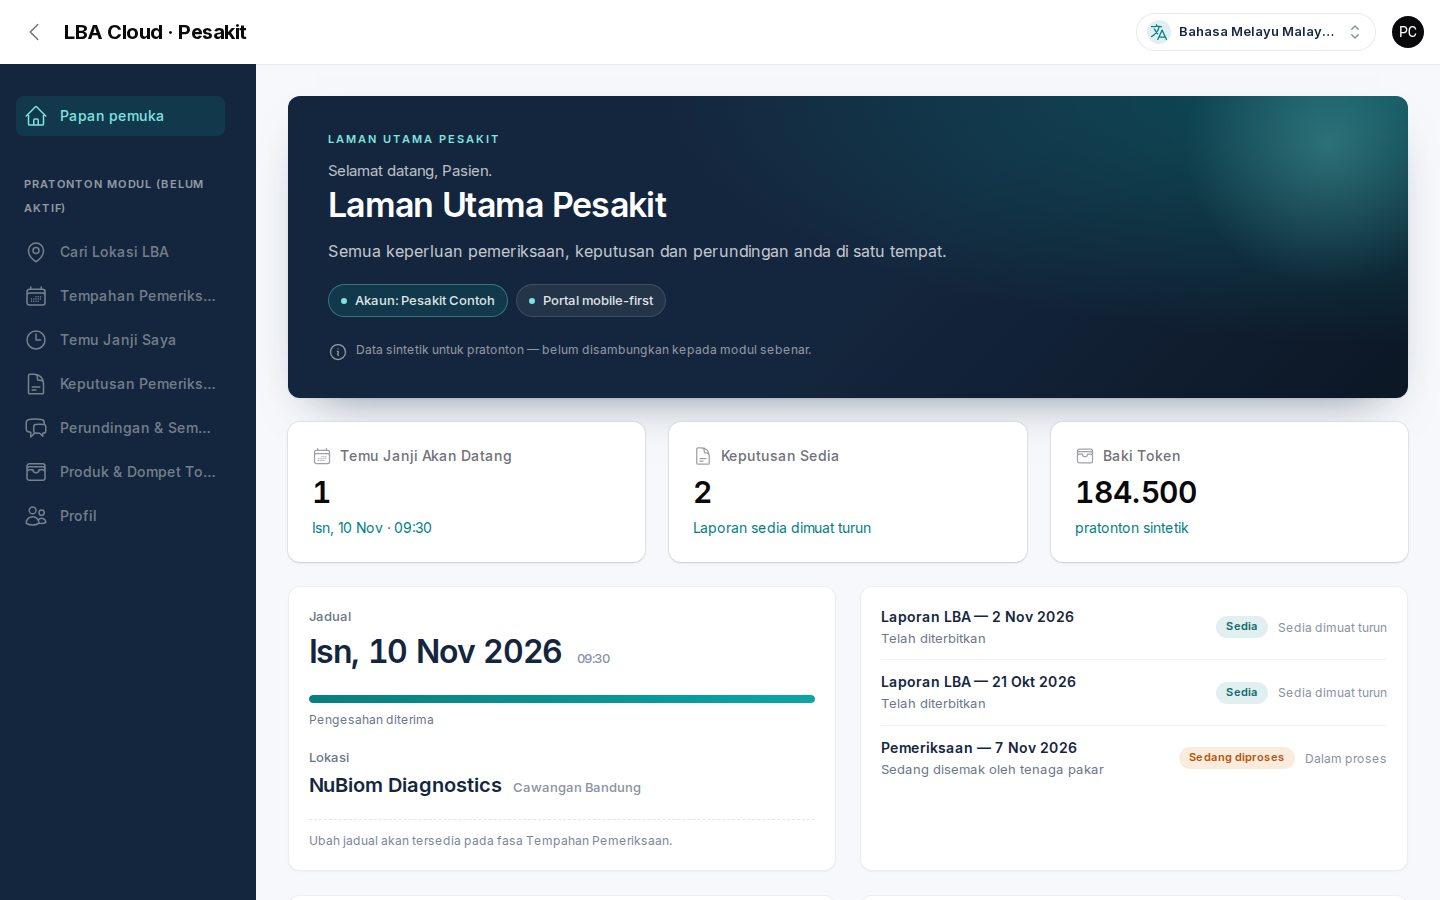 LBA Cloud · Pesakit
Bahasa Melayu Malay...
PC
Papan pemuka
PRATONTON MODUL (BELUM
AKTIF)
Cari Lokasi LBA
Tempahan Pemeriks...
Temu Janji Saya
Keputusan Pemeriks...
Perundingan & Sem...
Produk & Dompet To...
Profil
LAMAN UTAMA PESAKIT
Selamat datang, Pasien.
Laman Utama Pesakit
Semua keperluan pemeriksaan, keputusan dan perundingan anda di satu tempat.
Akaun: Pesakit Contoh
Portal mobile-first
Data sintetik untuk pratonton — belum disambungkan kepada modul sebenar.
Temu Janji Akan Datang
1
Isn, 10 Nov · 09:30
Keputusan Sedia
2
Laporan sedia dimuat turun
Baki Token
184.500
pratonton sintetik
Jadual
Isn, 10 Nov 2026 09:30
Pengesahan diterima
Lokasi
NuBiom Diagnostics Cawangan Bandung
Ubah jadual akan tersedia pada fasa Tempahan Pemeriksaan.
Laporan LBA — 2 Nov 2026
Telah diterbitkan
Sedia
Sedia dimuat turun
Laporan LBA — 21 Okt 2026
Telah diterbitkan
Sedia
Sedia dimuat turun
Pemeriksaan — 7 Nov 2026
Sedang disemak oleh tenaga pakar
Sedang diproses
Dalam proses